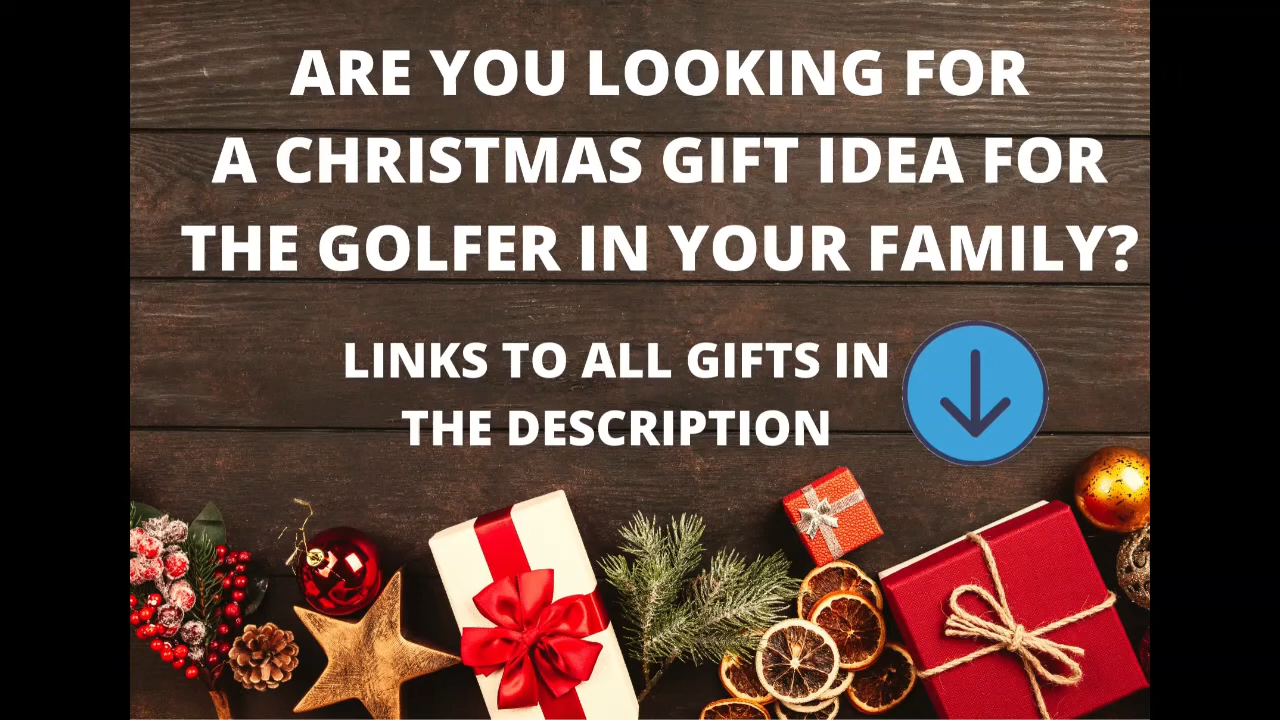 ARE YOU LOOKING FOR
A CHRISTMAS GIFT IDEA FOR
THE GOLFER IN YOUR FAMILY?
LINKS TO ALL GIFTS IN
THE DESCRIPTION